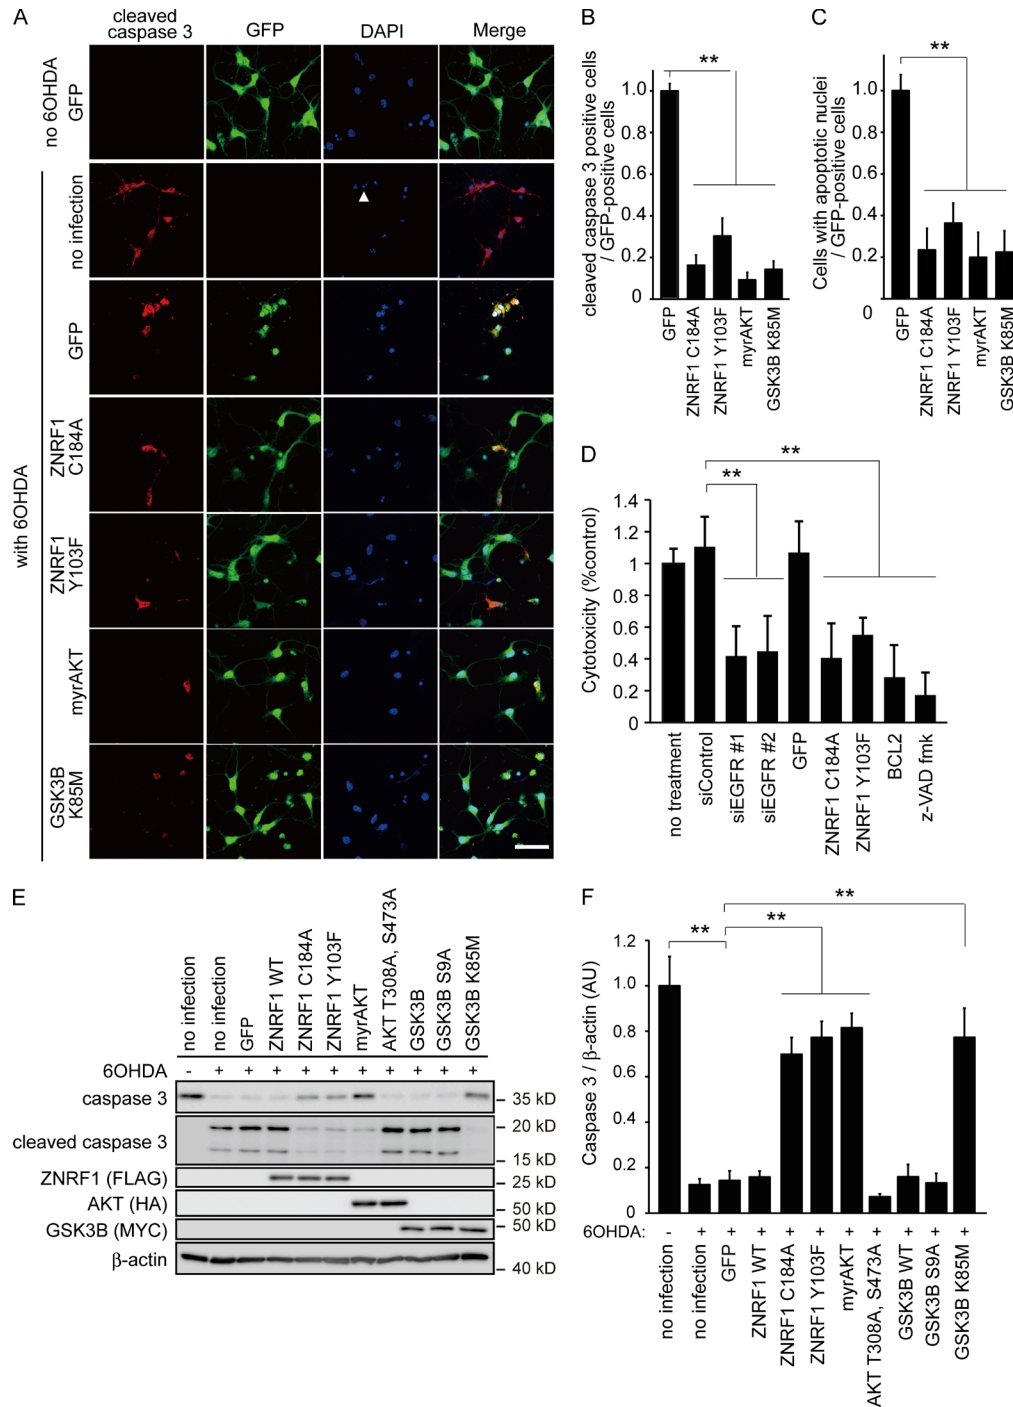 A
cleaved
caspase 3
GFP
DAPI
Merge
no 6OHDA
GFP
with 6OHDA
no infection
GFP
ZNRF1
C184A
ZNRF1
Y103F
myrAKT
GSK3B
K85M
B
**
cleaved caspase 3 positive cells
/ GFP-positive cells
1.0
0.8
0.6
0.4
0.2
0
GFP
ZNRF1 C184A
ZNRF1 Y103F
myrAKT
GSK3B K85M
C
**
Cells with apoptotic nuclei
/ GFP-positive cells
1.0
0.8
0.6
0.4
0.2
0
GFP
ZNRF1 C184A
ZNRF1 Y103F
myrAKT
GSK3B K85M
D
**
**
Cytotoxicity (%control)
1.4
1.2
1.0
0.8
0.6
0.4
0.2
0
no treatment
siControl
siEGFR #1
siEGFR #2
GFP
ZNRF1 C184A
ZNRF1 Y103F
BCL2
z-VAD fmk
E
no infection
no infection
GFP
ZNRF1 WT
ZNRF1 C184A
ZNRF1 Y103F
myrAKT
AKT T308A, S473A
GSK3B
GSK3B S9A
GSK3B K85M
6OHDA - + + + + + + + + + +
caspase 3
35 kD
cleaved caspase 3
20 kD
15 kD
ZNRF1 (FLAG)
25 kD
AKT (HA)
50 kD
GSK3B (MYC)
50 kD
β-actin
40 kD
F
**
**
**
Caspase 3 / β-actin (AU)
1.2
1.0
0.8
0.6
0.4
0.2
0
6OHDA: - + + + + + + + + + +
no infection
no infection
GFP
ZNRF1 WT
ZNRF1 C184A
ZNRF1 Y103F
myrAKT
AKT T308A, S473A
GSK3B WT
GSK3B S9A
GSK3B K85M